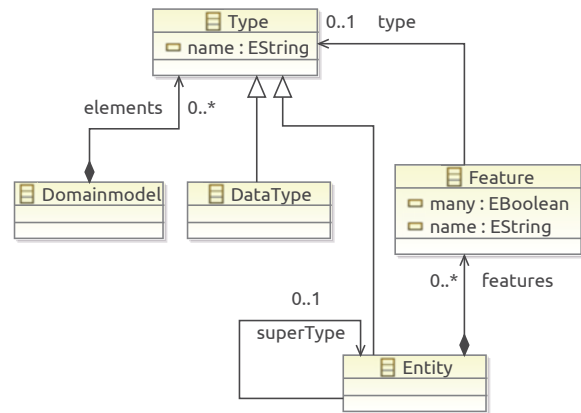 Type
0..1 type
name : EString
elements 0..*
Domainmodel
DataType
Feature
many : EBoolean
name : EString
0..* features
0..1
superType
Entity